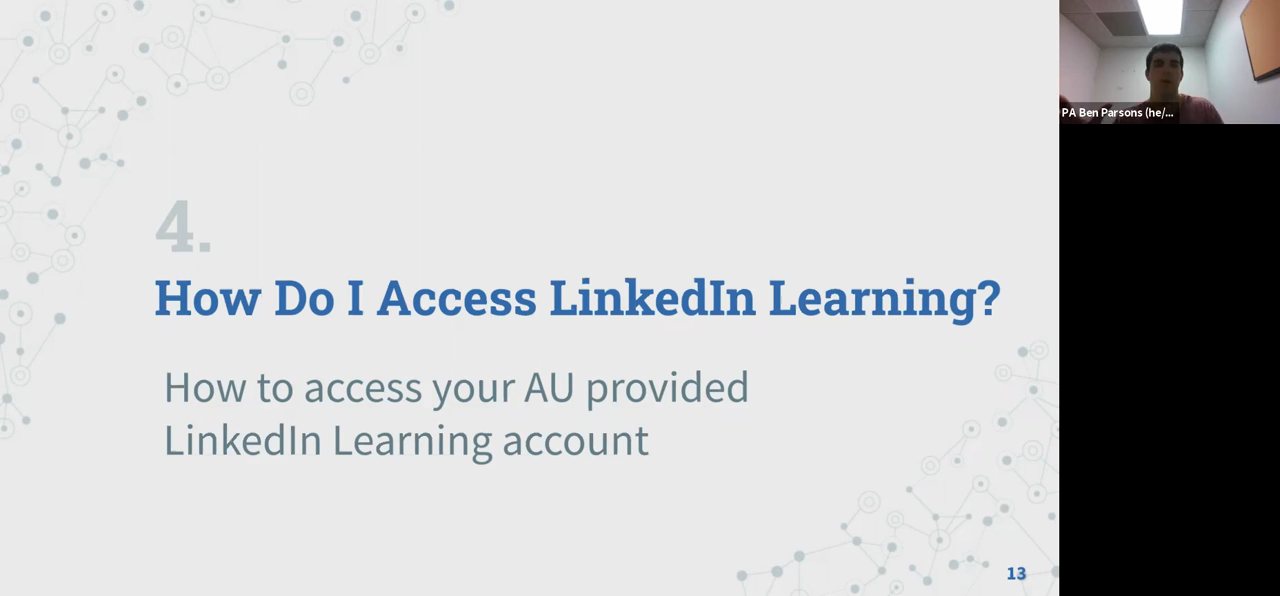 4.
How Do I Access LinkedIn Learning?
How to access your AU provided
LinkedIn Learning account
13
PA Ben Parsons (he/...